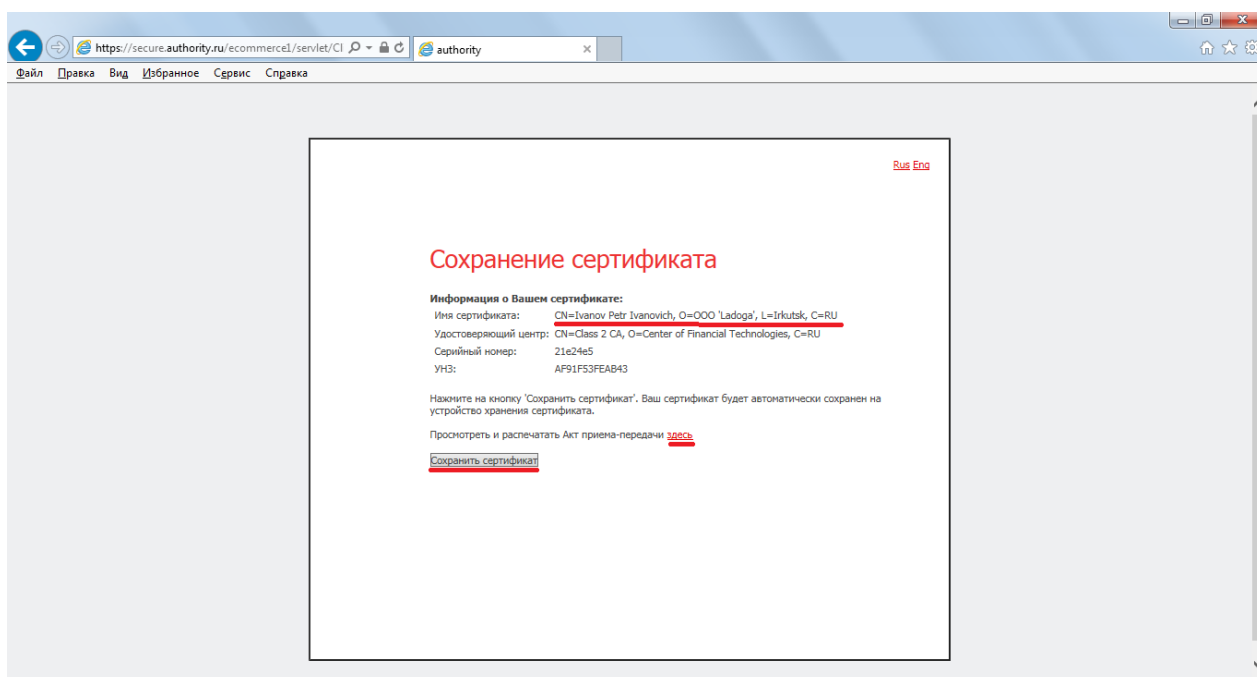 https://secure.authority.ru/ecommerce1/servlet/Cl
authority
Файл Правка Вид Избранное Сервис Справка
Rus Eng
Сохранение сертификата
Информация о Вашем сертификате:
Имя сертификата: CN=Ivanov Petr Ivanovich, O=OOO 'Ladoga', L=Irkutsk, C=RU
Удостоверяющий центр: CN=Class 2 CA, O=Center of Financial Technologies, C=RU
Серийный номер: 21e24e5
УНЗ: AF91F53FEAB43
Нажмите на кнопку 'Сохранить сертификат'. Ваш сертификат будет автоматически сохранен на
устройство хранения сертификата.
Просмотреть и распечатать Акт приема-передачи здесь
Сохранить сертификат